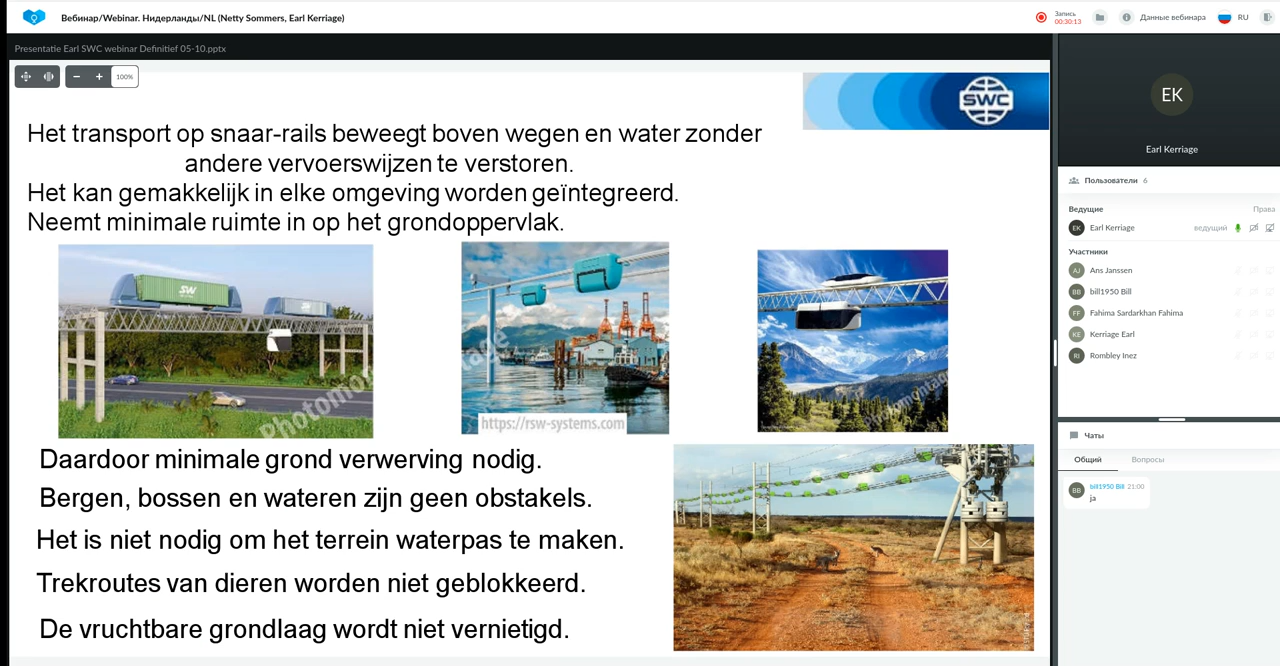 Вебинар/Webinar. Нидерланды/NL (Netty Sommers, Earl Kerriage)
Запись
00:30:13
Данные вебинара
RU
Presentatie Earl SWC webinar Definitief 05-10.pptx
100%
SWC
Het transport op snaar-rails beweegt boven wegen en water zonder
andere vervoerswijzen te verstoren.
Het kan gemakkelijk in elke omgeving worden geïntegreerd.
Neemt minimale ruimte in op het grondoppervlak.
SW
https://rsw-systems.com
Daardoor minimale grond verwerving nodig.
Bergen, bossen en wateren zijn geen obstakels.
Het is niet nodig om het terrein waterpas te maken.
Trekroutes van dieren worden niet geblokkeerd.
De vruchtbare grondlaag wordt niet vernietigd.
EK
Earl Kerriage
Пользователи 6
Ведущие Права
EK Earl Kerriage ведущий
Участники
AJ Ans Janssen
BB bill1950 Bill
FF Fahima Sardarkhan Fahima
KE Kerriage Earl
RI Rombley Inez
Чаты
Общий Вопросы
BB bill1950 Bill 21:00
ja